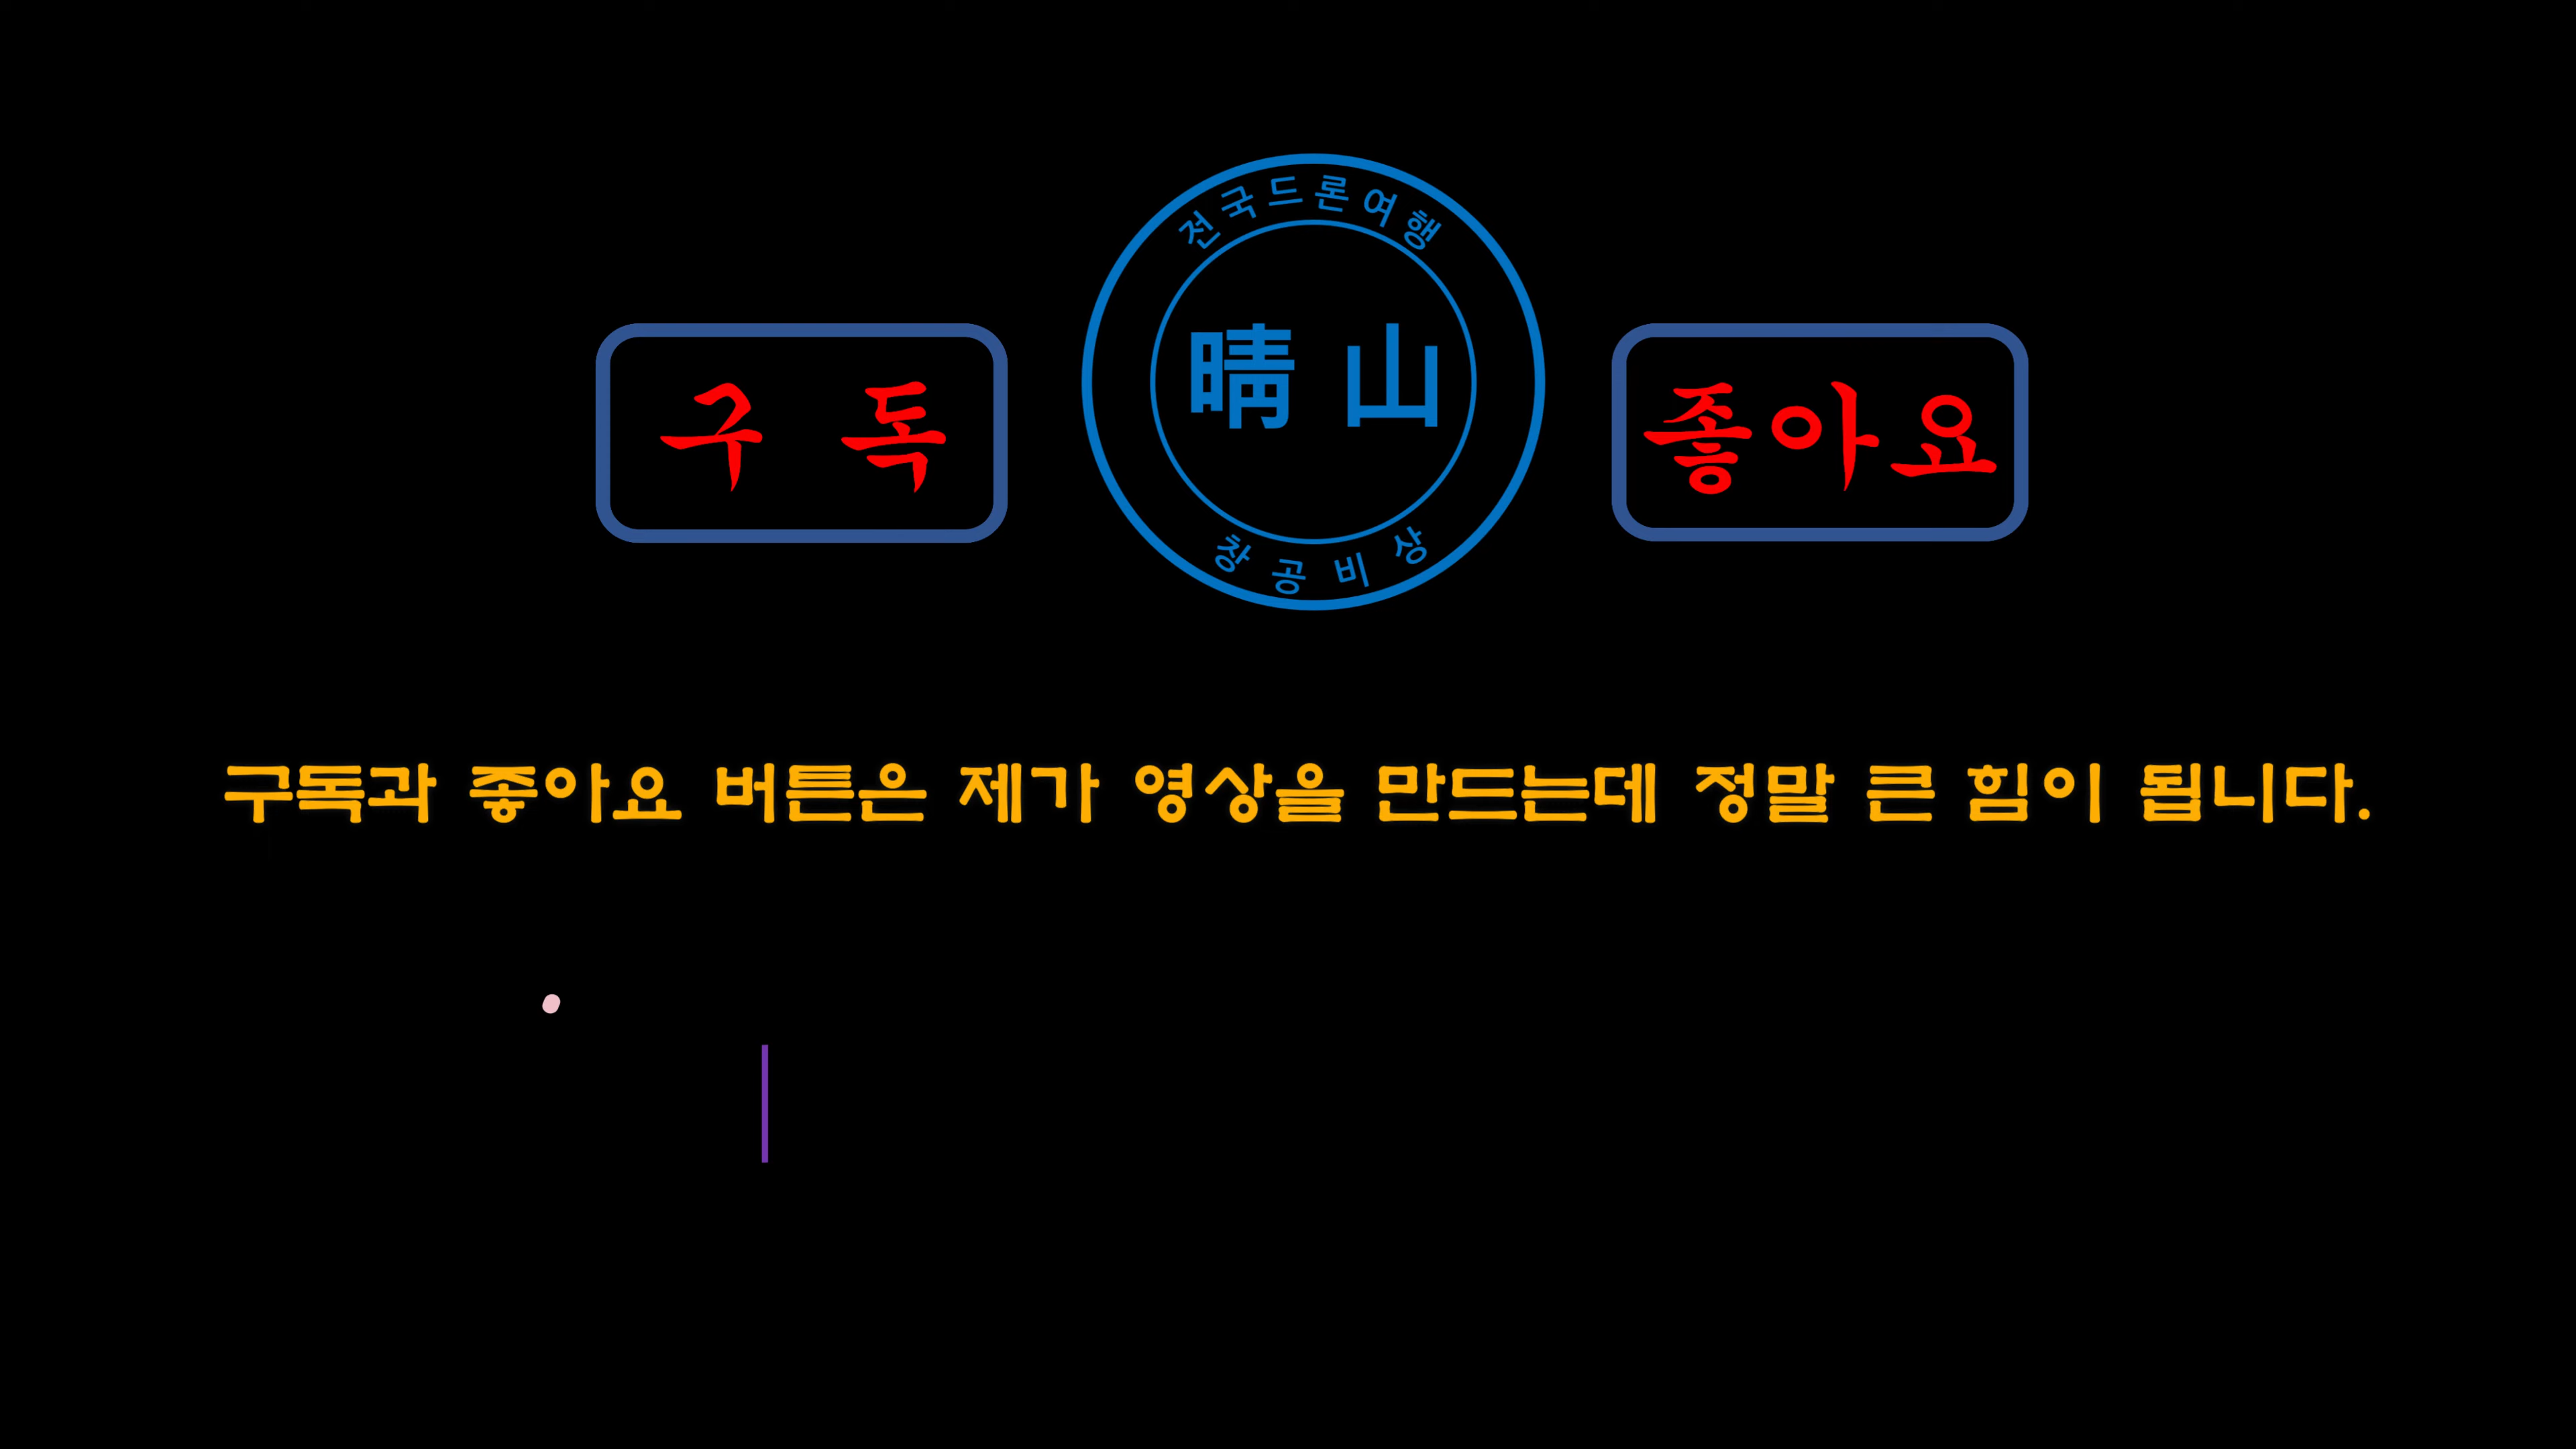 전국드론여행
晴 山
창공비상
구 독
좋아요
구독과 좋아요 버튼은 제가 영상을 만드는데 정말 큰 힘이 됩니다.